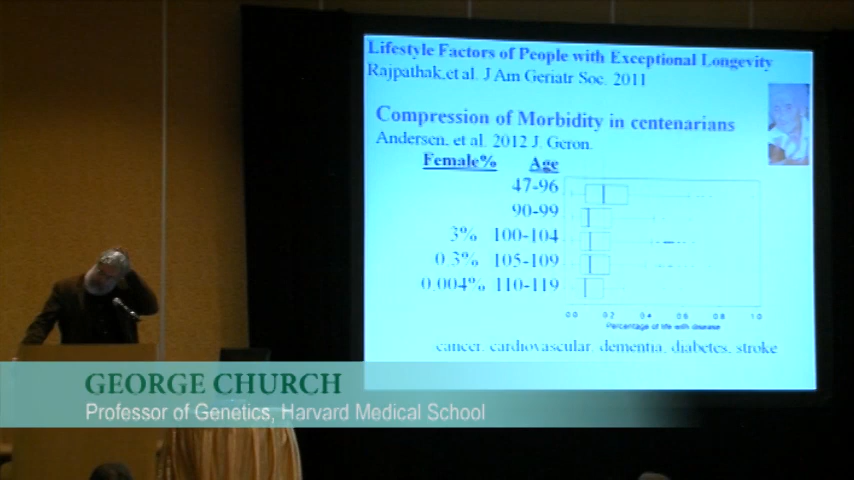 Lifestyle Factors of People with Exceptional Longevity
Rajpathak,et al. J Am Geriatr Soc. 2011
Compression of Morbidity in centenarians
Andersen, et al. 2012 J. Geron.
Female% Age
47-96
90-99
3% 100-104
0.3% 105-109
0.004% 110-119
0.0 0.2 0.4 0.6 0.8 1.0
Percentage of life with disease
cancer, cardiovascular, dementia, diabetes, stroke
GEORGE CHURCH
Professor of Genetics, Harvard Medical School